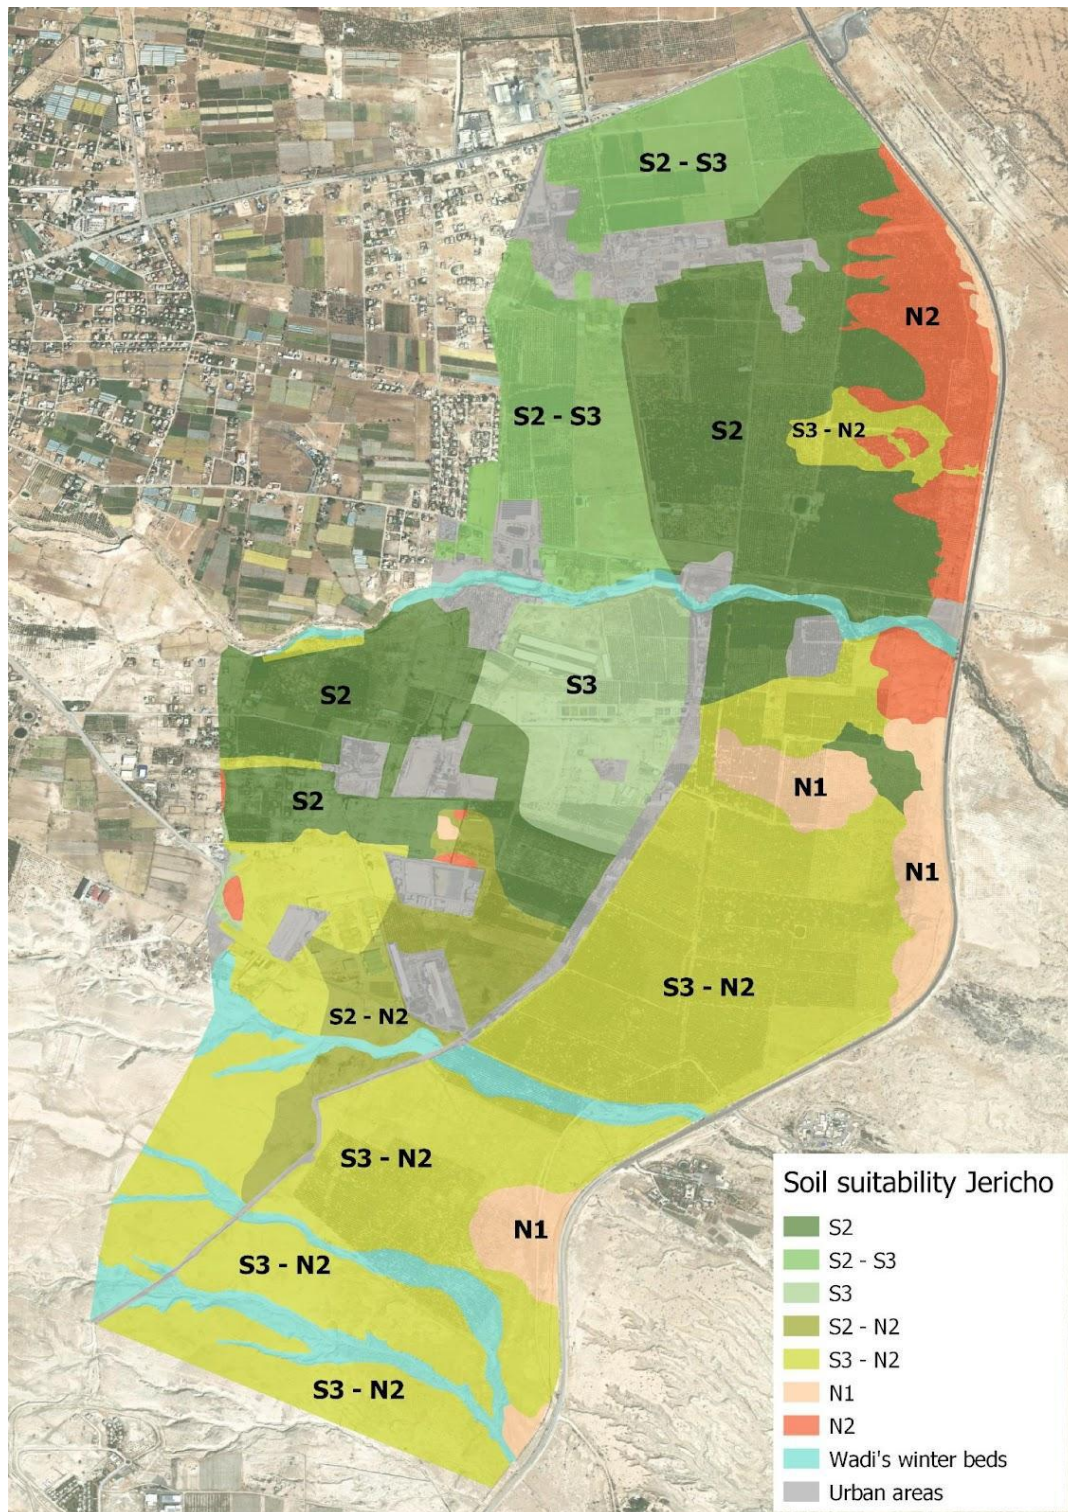 S2 - S3
N2
S2 - S3
S2
S3 - N2
S2
S3
N1
S2
N1
S3 - N2
S2 - N2
S3 - N2
N1
S3 - N2
S3 - N2
Soil suitability Jericho
S2
S2 - S3
S3
S2 - N2
S3 - N2
N1
N2
Wadi's winter beds
Urban areas